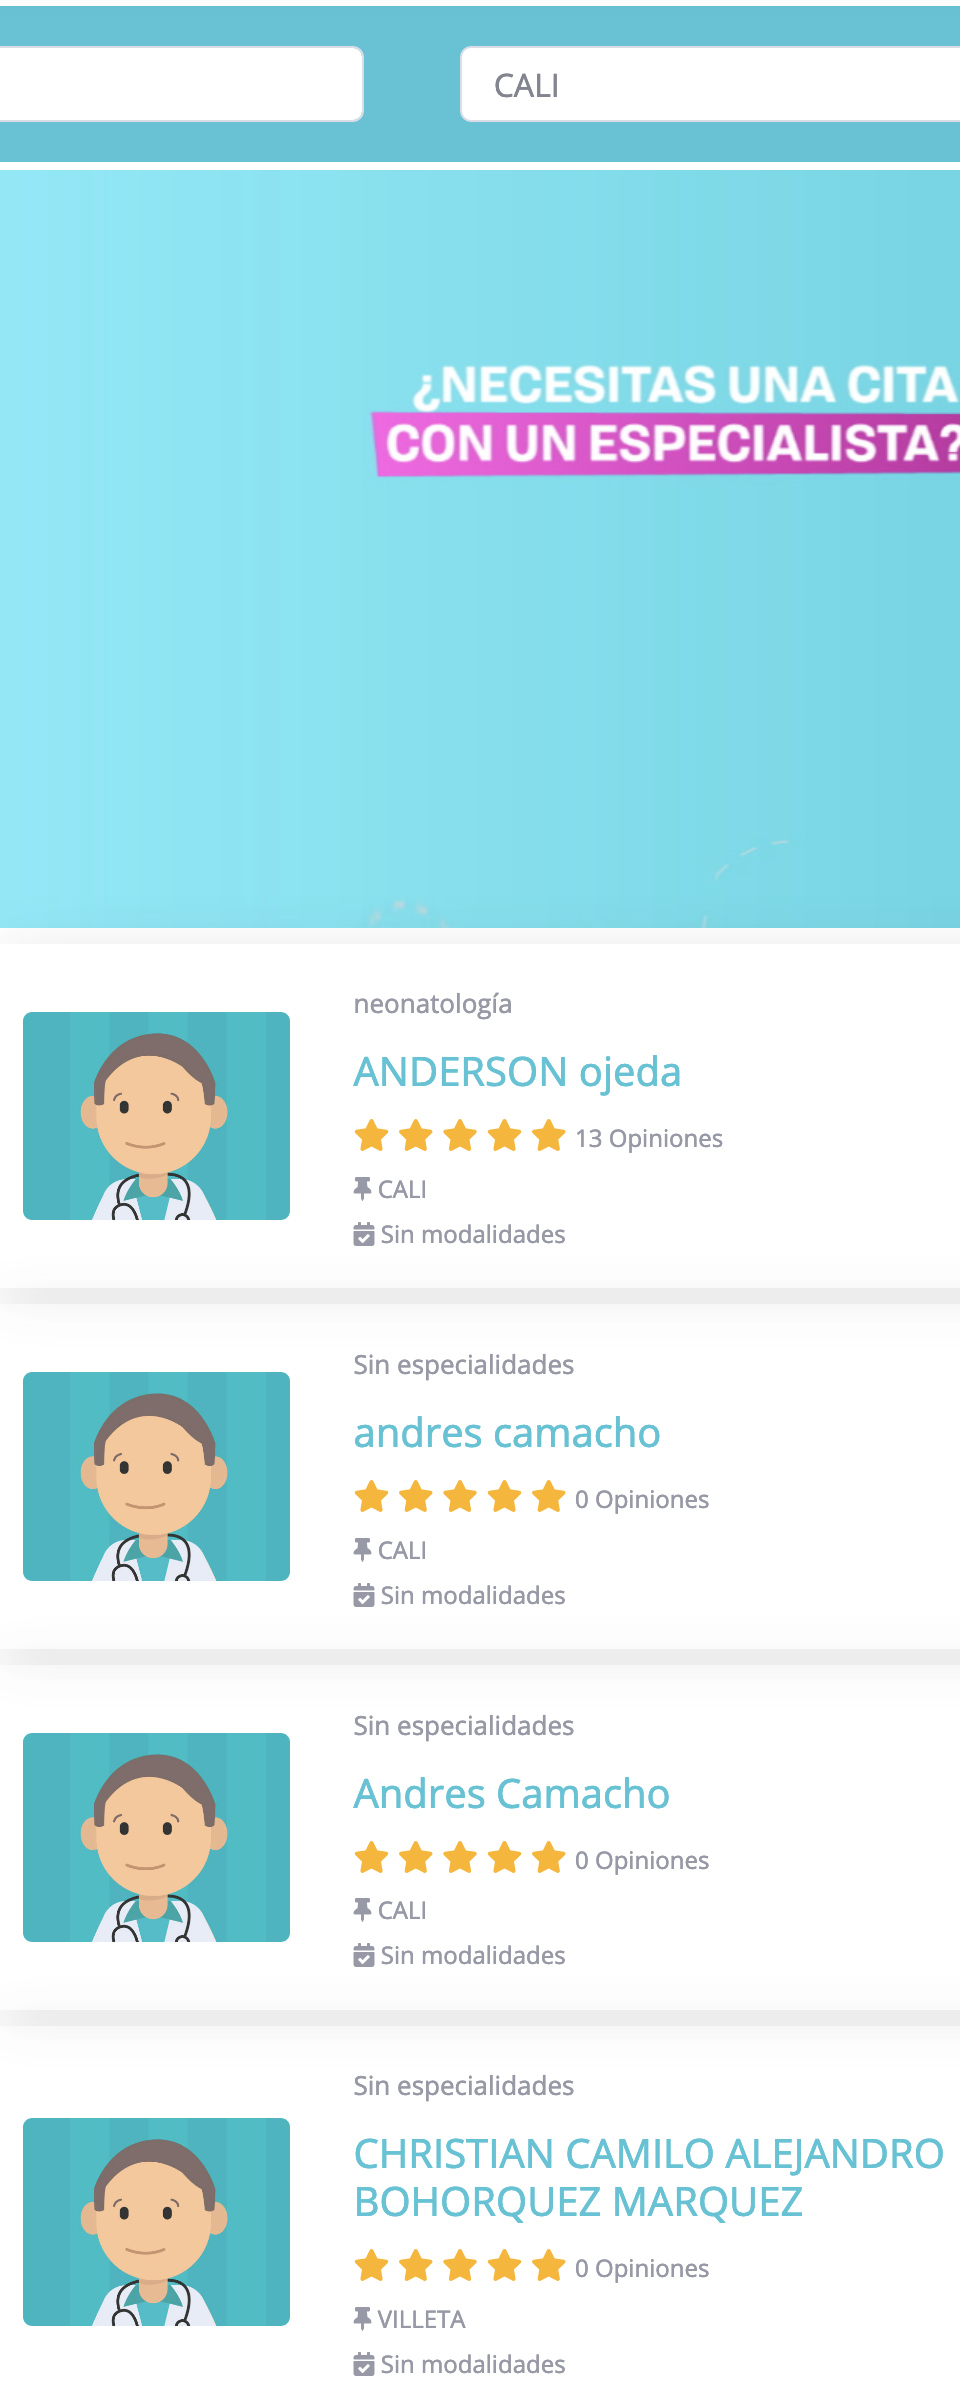 CALI
¿NECESITAS UNA CITA
CON UN ESPECIALISTA?
neonatología
ANDERSON ojeda
13 Opiniones
CALI
Sin modalidades
Sin especialidades
andres camacho
0 Opiniones
CALI
Sin modalidades
Sin especialidades
Andres Camacho
0 Opiniones
CALI
Sin modalidades
Sin especialidades
CHRISTIAN CAMILO ALEJANDRO
BOHORQUEZ MARQUEZ
0 Opiniones
VILLETA
Sin modalidades